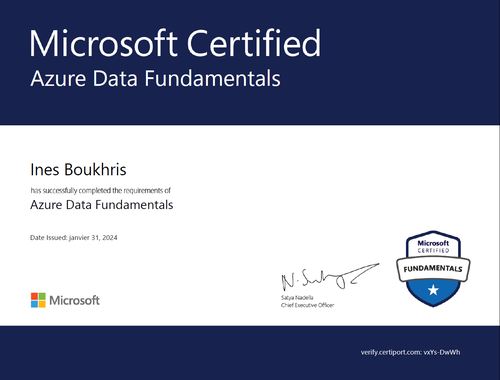 Microsoft Certified
Azure Data Fundamentals
Ines Boukhris
has successfully completed the requirements of
Azure Data Fundamentals
Date Issued: janvier 31, 2024
Microsoft
CERTIFIED
FUNDAMENTALS
Satya Nadella
Chief Executive Officer
Microsoft
verify.certiport.com: vxYs-DwWh